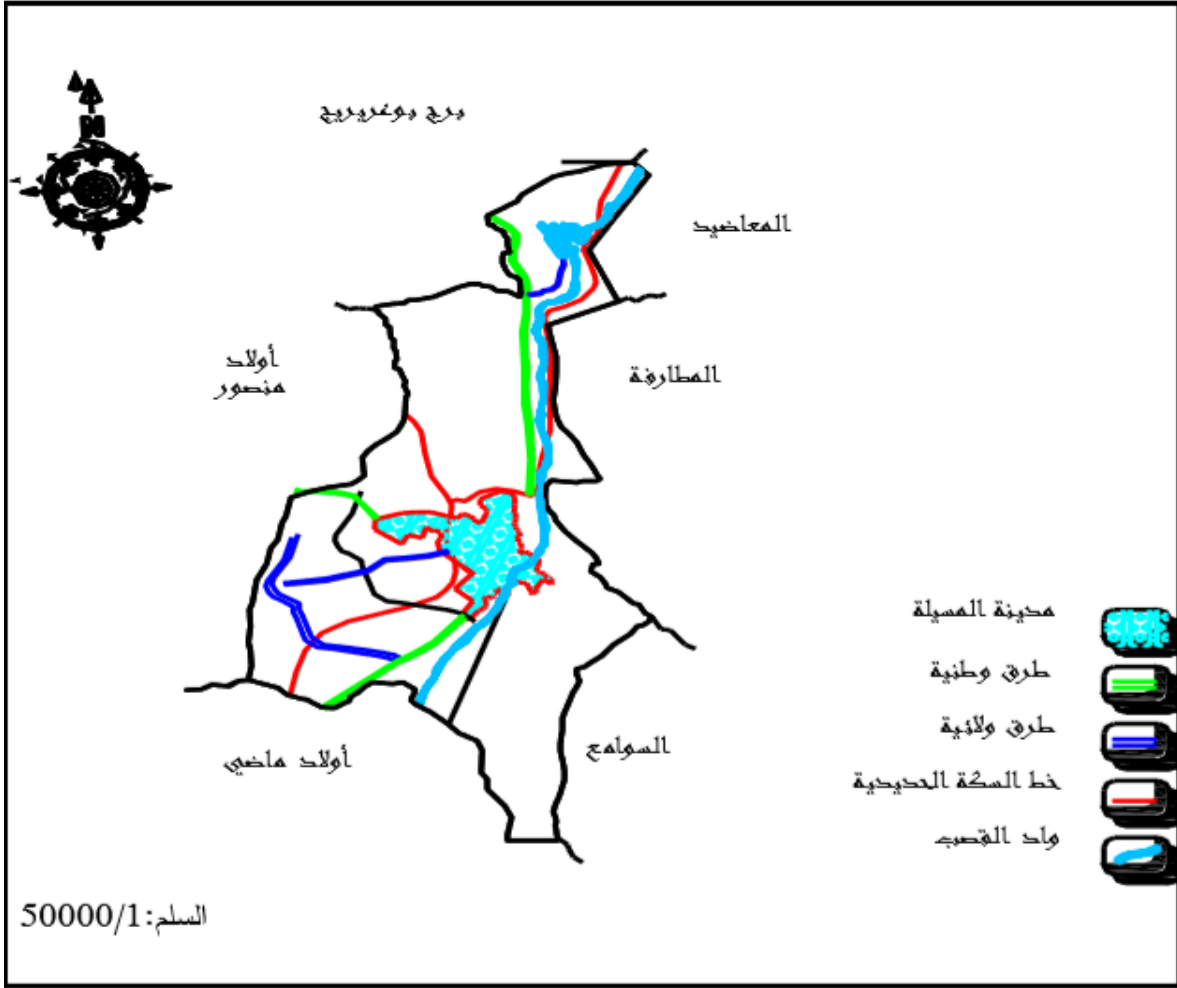 برج بوغريريج
المعاضيد
أولاد
منصور
المطارفة
مدينة المسيلة
طرق وطنية
طرق ولائية
خط السكة الحديدية
واد القصب
السوامع
أولاد ماضي
السلم:50000/1